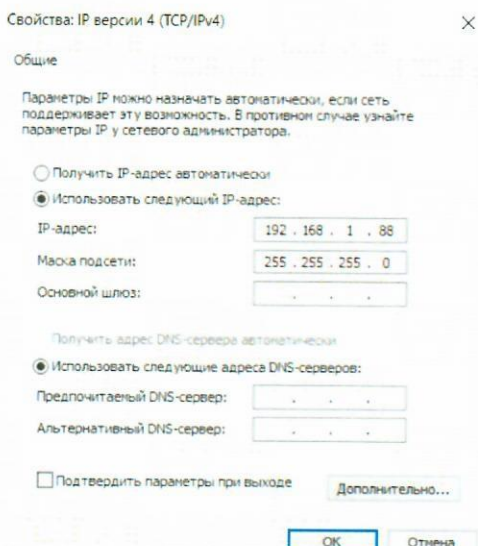 Свойства: IP версии 4 (TCP/IPv4)
Общие
Параметры IP можно назначать автоматически, если сеть
поддерживает эту возможность. В противном случае узнайте
параметры IP у сетевого администратора.
Получить IP-адрес автоматически
Использовать следующий IP-адрес:
IP-адрес: 192 . 168 . 1 . 88
Маска подсети: 255 . 255 . 255 . 0
Основной шлюз: . . .
Получить адрес DNS-сервера автоматически
Использовать следующие адреса DNS-серверов:
Предпочитаемый DNS-сервер: . . .
Альтернативный DNS-сервер: . . .
Подтвердить параметры при выходе
Дополнительно...
ОК Отмена